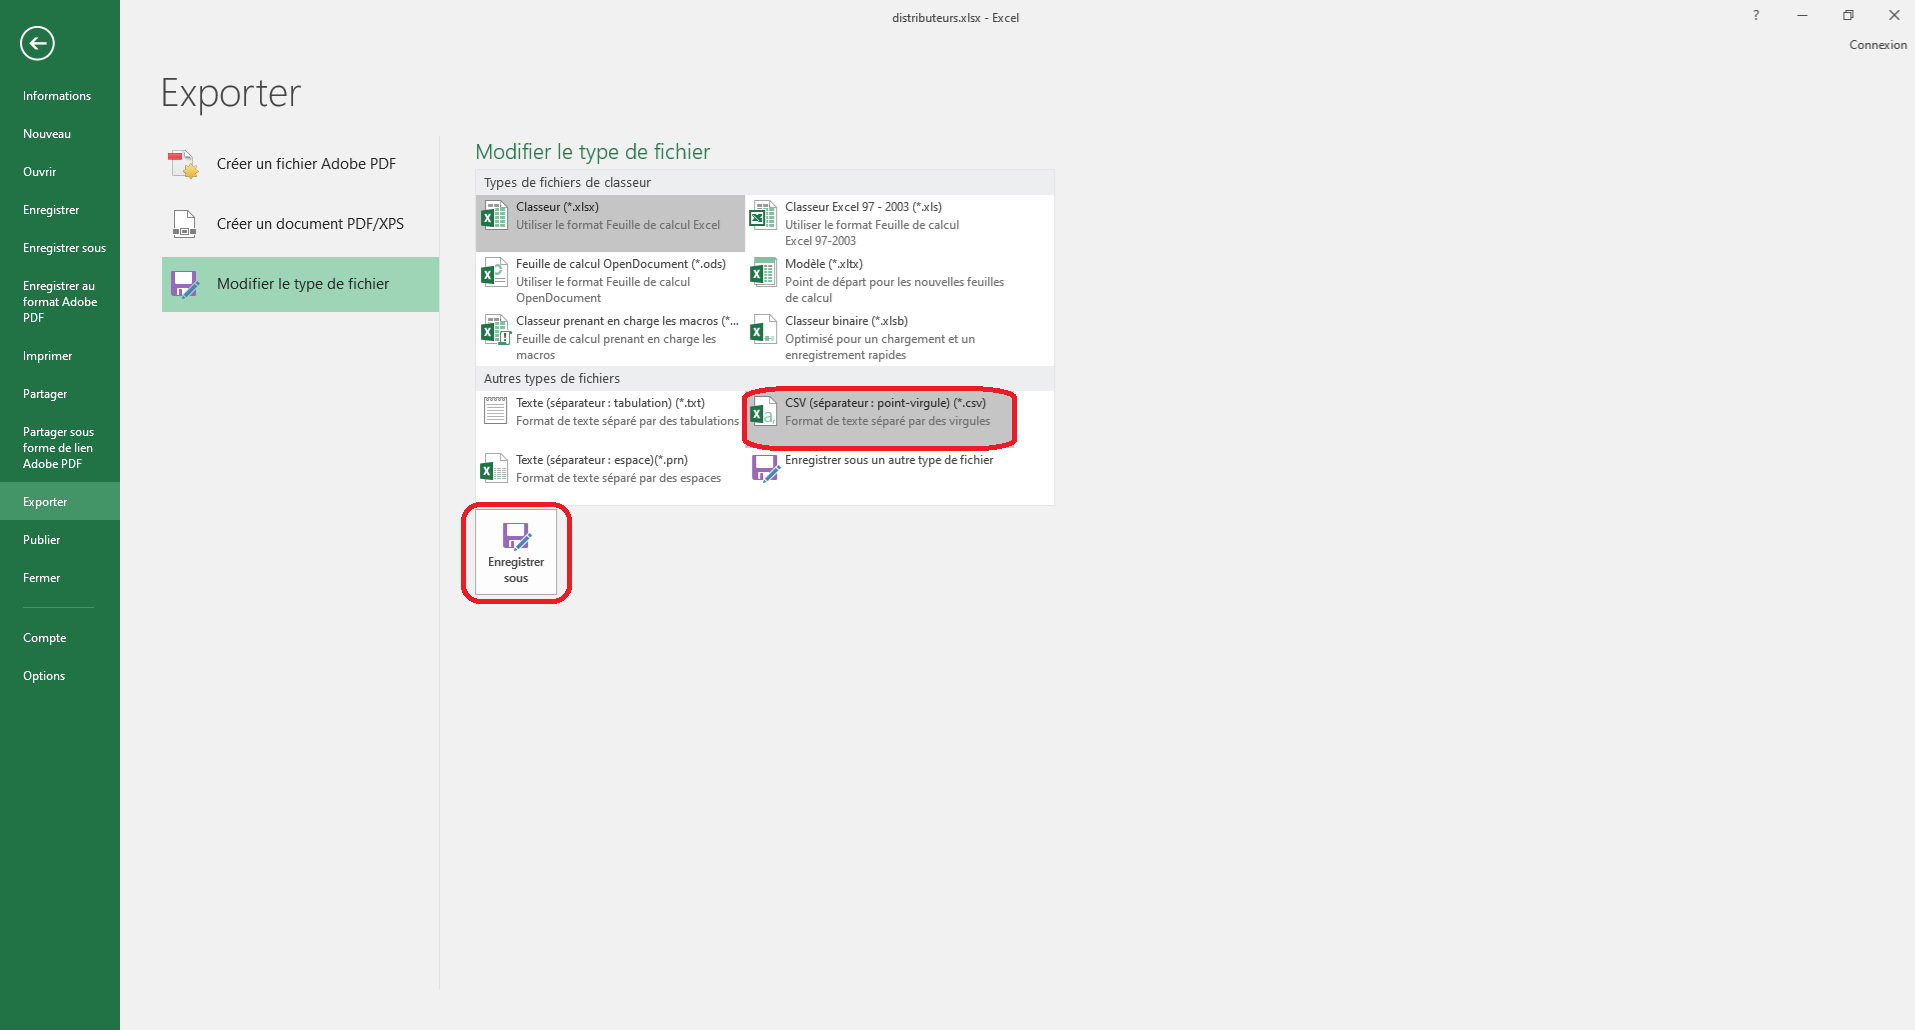 distributeurs.xlsx - Excel
?
Connexion
Informations
Nouveau
Ouvrir
Enregistrer
Enregistrer sous
Enregistrer au
format Adobe
PDF
Imprimer
Partager
Partager sous
forme de lien
Adobe PDF
Exporter
Publier
Fermer
Compte
Options
Exporter
Créer un fichier Adobe PDF
Créer un document PDF/XPS
Modifier le type de fichier
Modifier le type de fichier
Types de fichiers de classeur
Classeur (*.xlsx)
Utiliser le format Feuille de calcul Excel
Classeur Excel 97 - 2003 (*.xls)
Utiliser le format Feuille de calcul
Excel 97-2003
Feuille de calcul OpenDocument (*.ods)
Utiliser le format Feuille de calcul
OpenDocument
Modèle (*.xltx)
Point de départ pour les nouvelles feuilles
de calcul
Classeur prenant en charge les macros (*...
Feuille de calcul prenant en charge les
macros
Classeur binaire (*.xlsb)
Optimisé pour un chargement et un
enregistrement rapides
Autres types de fichiers
Texte (séparateur : tabulation) (*.txt)
Format de texte séparé par des tabulations
CSV (séparateur : point-virgule) (*.csv)
Format de texte séparé par des virgules
Texte (séparateur : espace)(*.prn)
Format de texte séparé par des espaces
Enregistrer sous un autre type de fichier
Enregistrer
sous